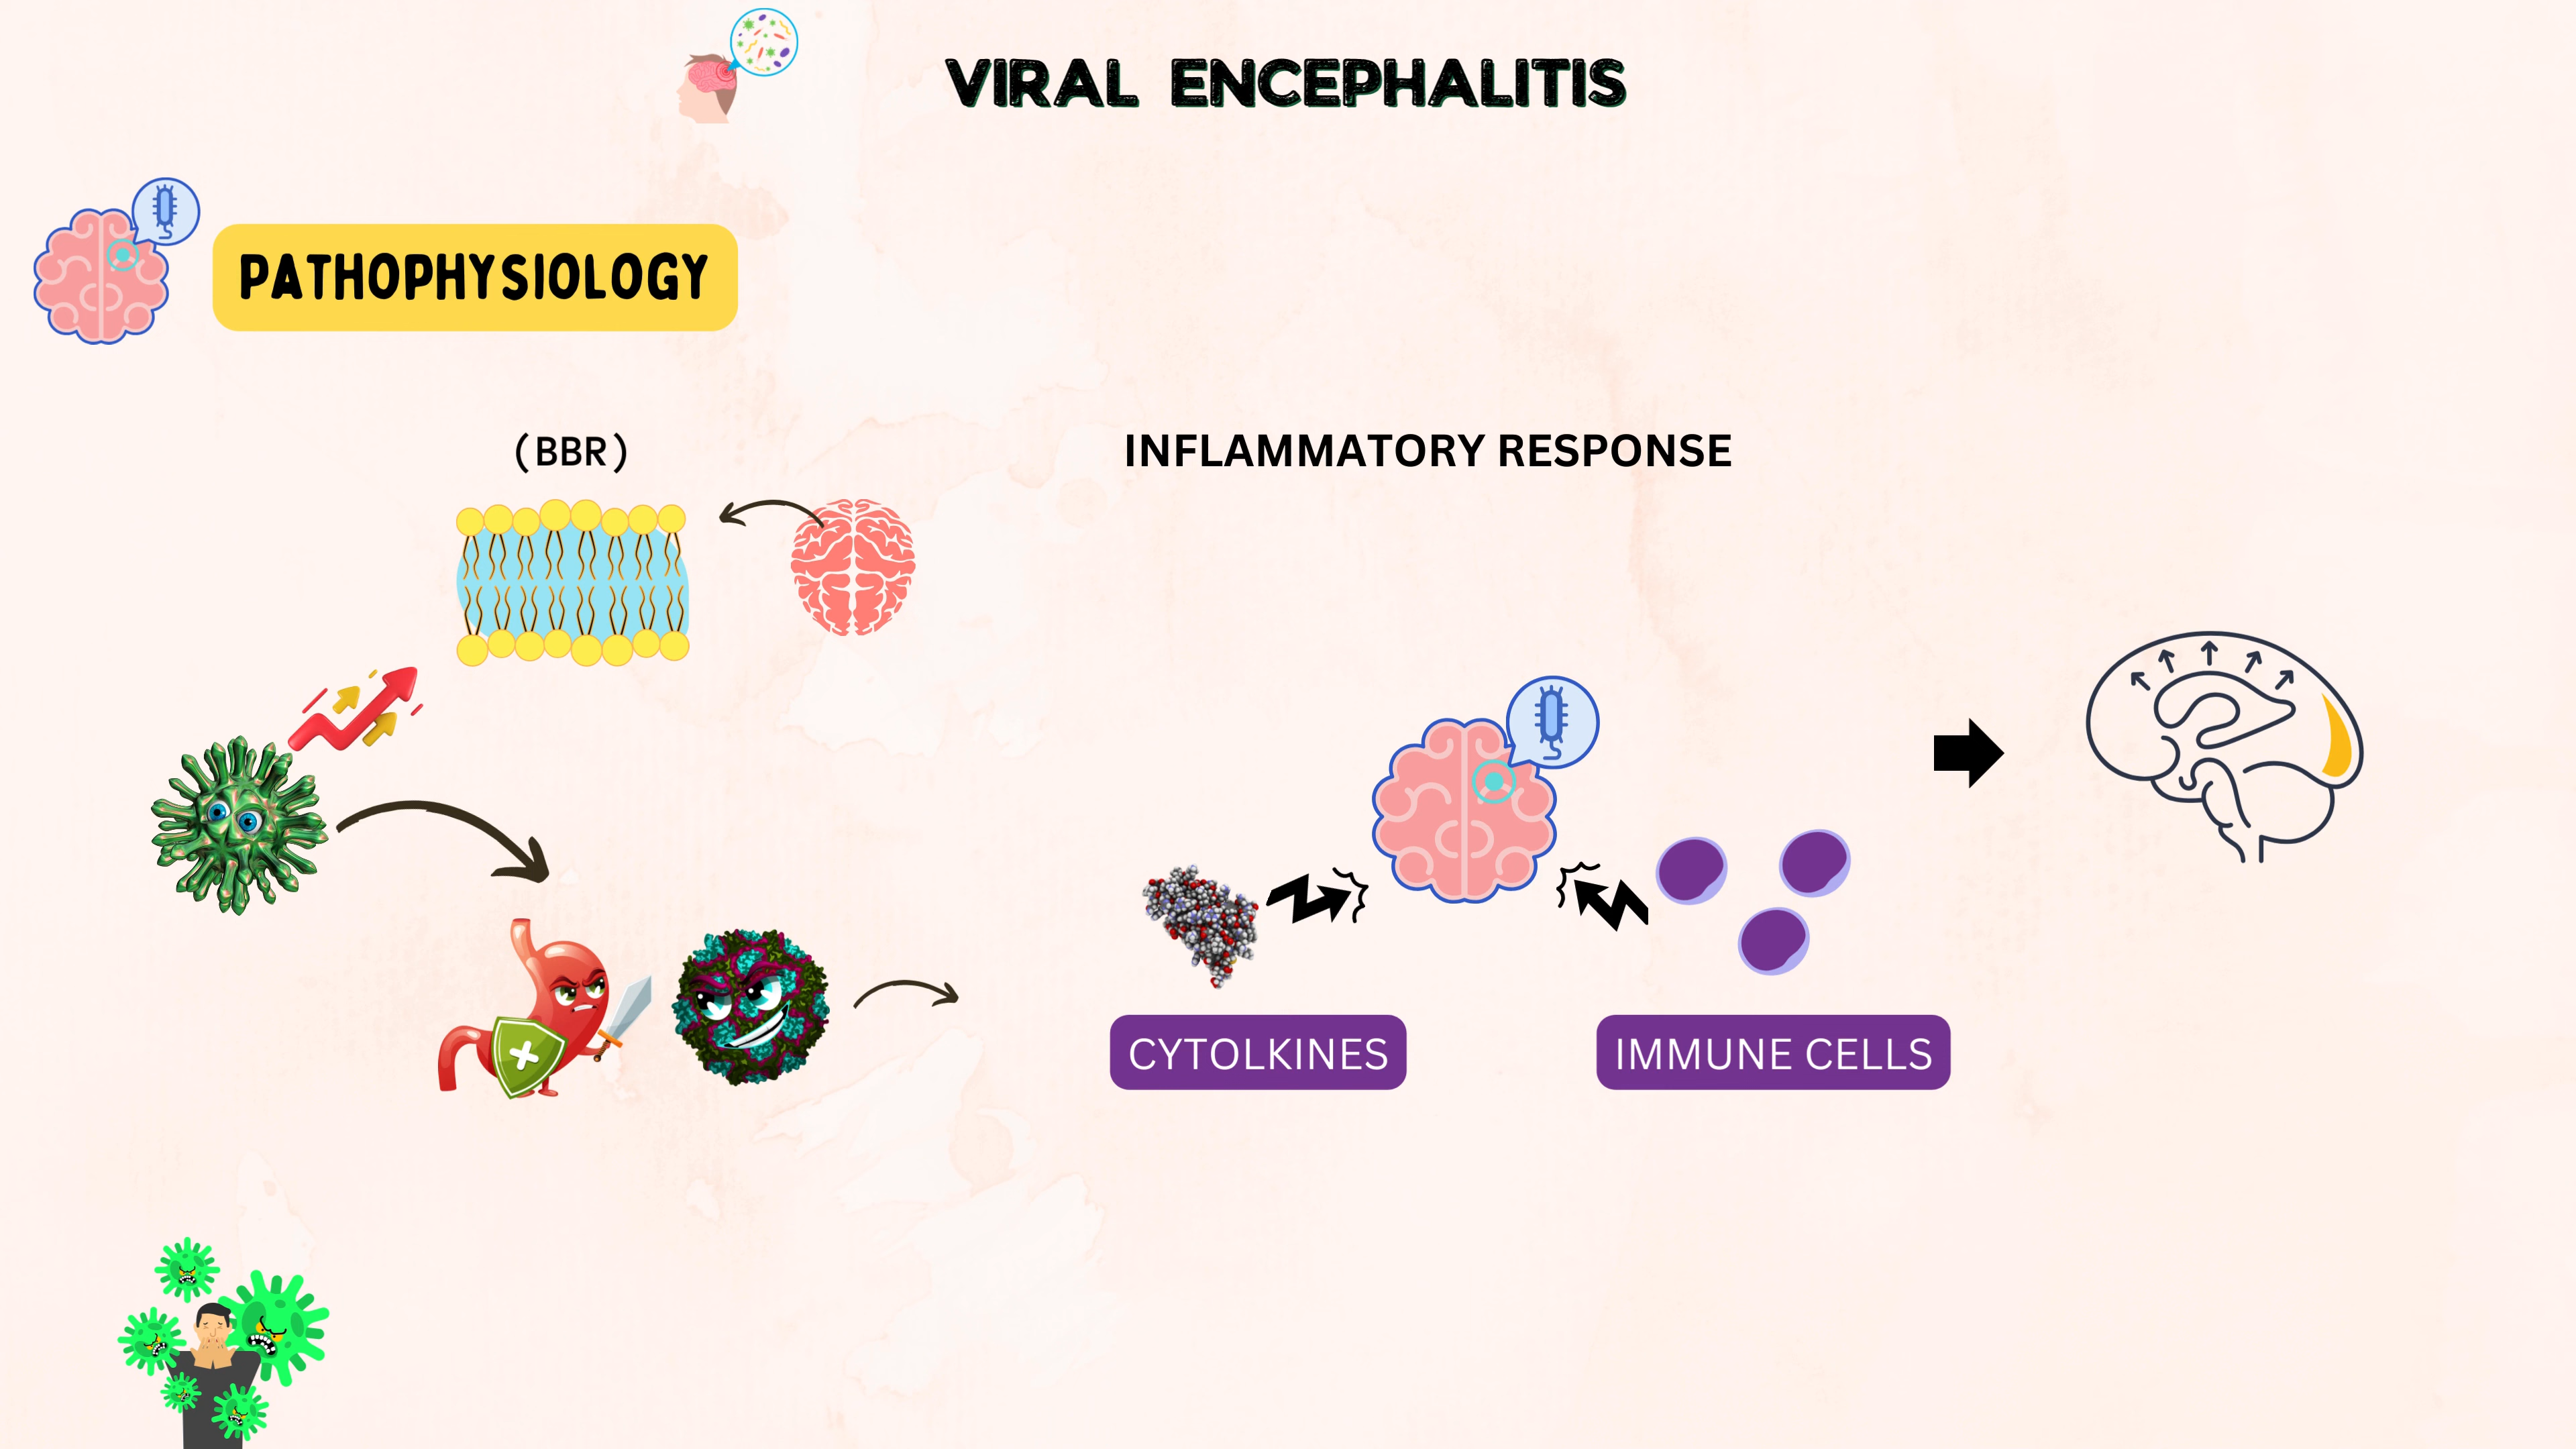 VIRAL ENCEPHALITIS
PATHOPHYSIOLOGY
(BBR)
INFLAMMATORY RESPONSE
CYTOLKINES
IMMUNE CELLS